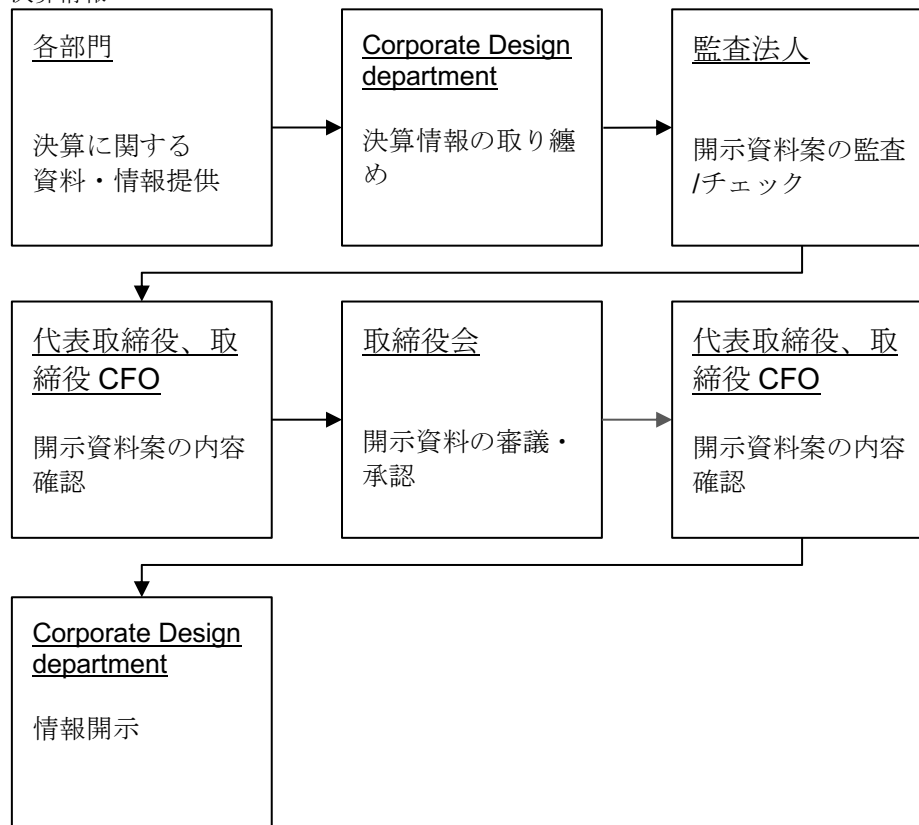 決算情報
各部門
決算に関する
資料・情報提供
Corporate Design
department
決算情報の取り纏
め
監査法人
開示資料案の監査
/チェック
代表取締役、取
締役 CFO
開示資料案の内容
確認
取締役会
開示資料の審議・
承認
代表取締役、取
締役 CFO
開示資料案の内容
確認
Corporate Design
department
情報開示